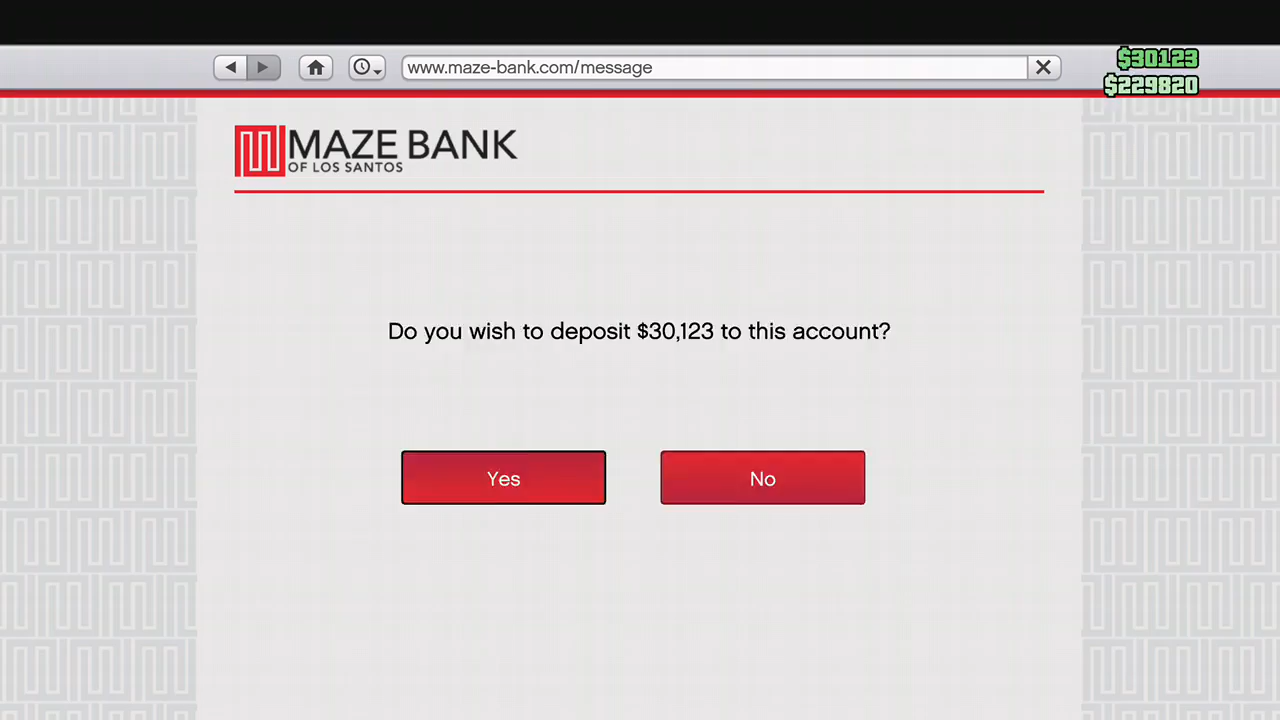 www.maze-bank.com/message
$30123
$229820
MAZE BANK
OF LOS SANTOS
Do you wish to deposit $30,123 to this account?
Yes
No